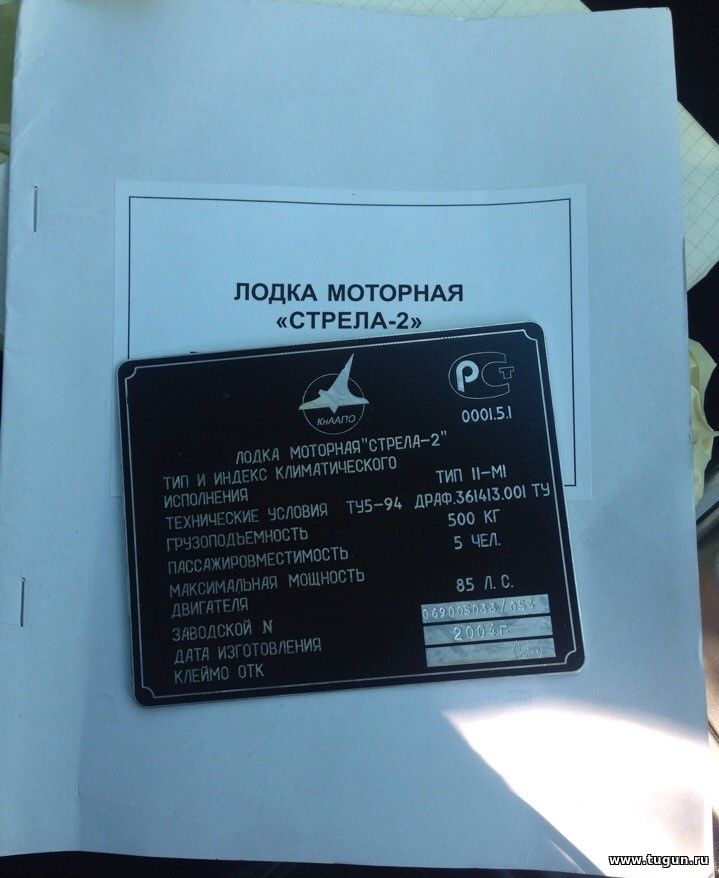 ЛОДКА МОТОРНАЯ
«СТРЕЛА-2»
КнААПО
РСт
0001.5.1
ЛОДКА МОТОРНАЯ "СТРЕЛА-2"
ТИП И ИНДЕКС КЛИМАТИЧЕСКОГО
ИСПОЛНЕНИЯ ТИП II-М1
ТЕХНИЧЕСКИЕ УСЛОВИЯ ТУ5-94 ДРАФ.361413.001 ТУ
ГРУЗОПОДЪЕМНОСТЬ 500 КГ
ПАССАЖИРОВМЕСТИМОСТЬ 5 ЧЕЛ.
МАКСИМАЛЬНАЯ МОЩНОСТЬ
ДВИГАТЕЛЯ 85 Л.С.
ЗАВОДСКОЙ N
ДАТА ИЗГОТОВЛЕНИЯ 2004г.
КЛЕЙМО ОТК
www.tugun.ru